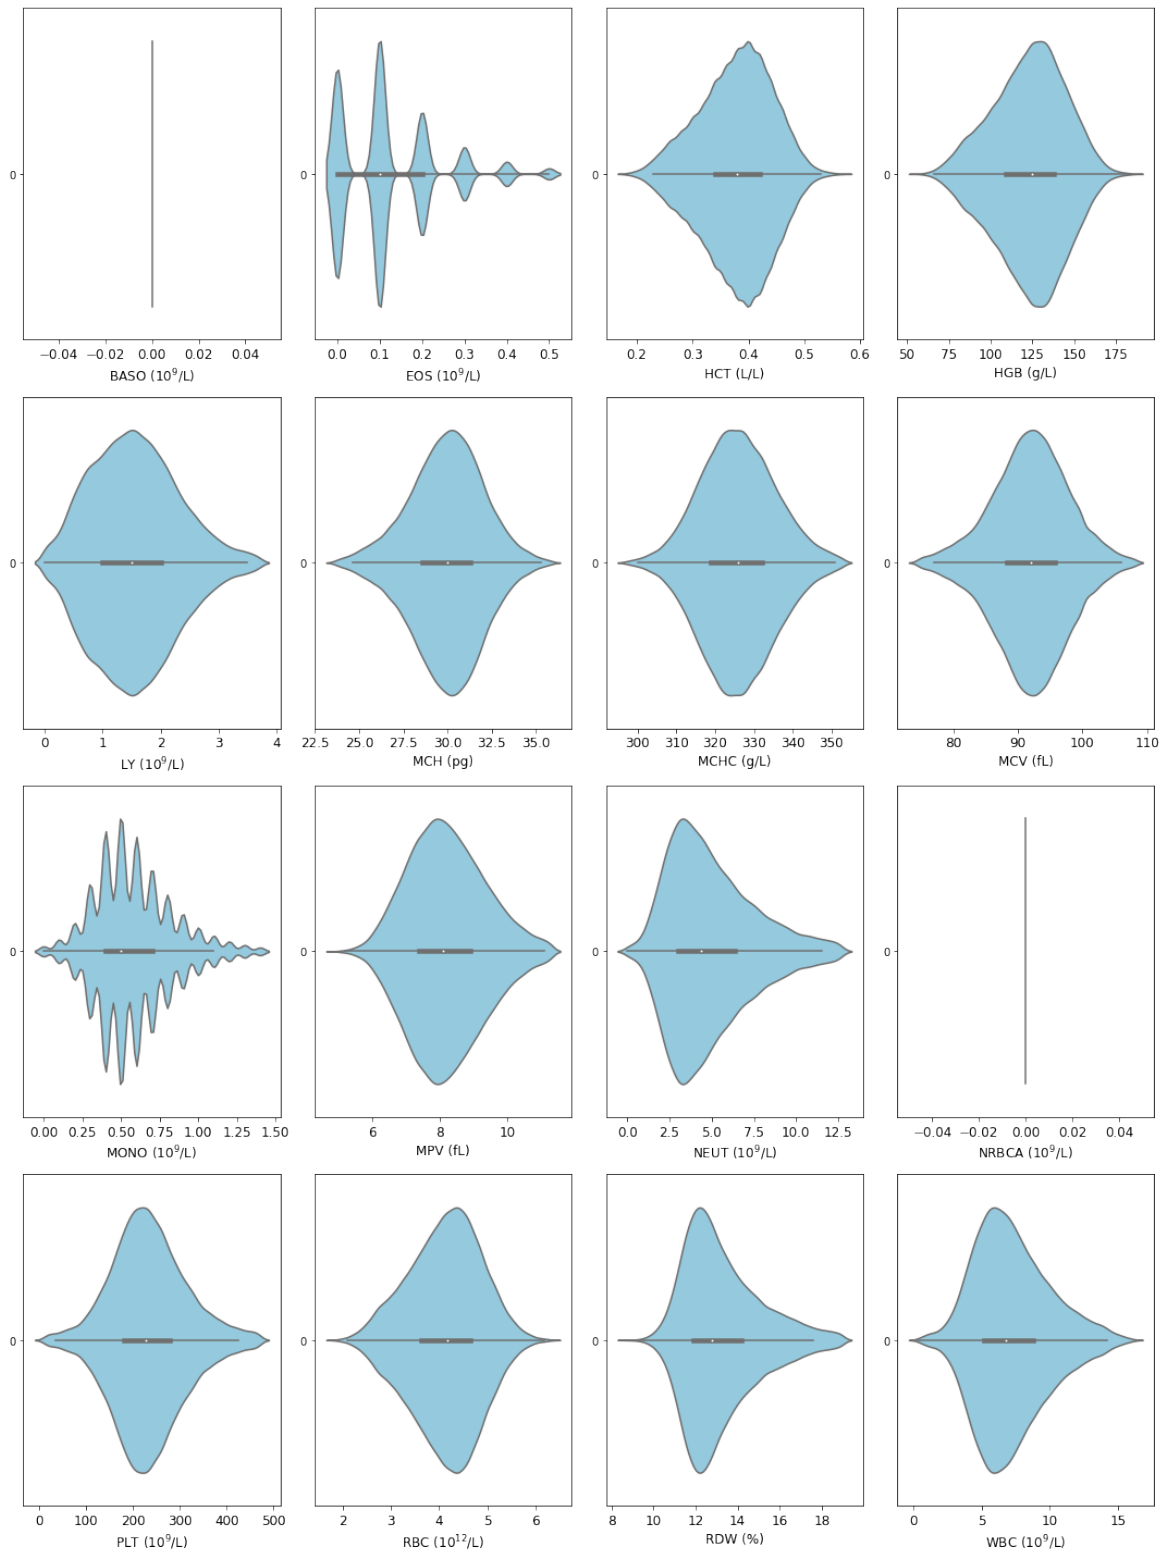 0
−0.04 −0.02 0.00 0.02 0.04
BASO (10⁹/L)
0
0.0 0.1 0.2 0.3 0.4 0.5
EOS (10⁹/L)
0
0.2 0.3 0.4 0.5 0.6
HCT (L/L)
0
50 75 100 125 150 175
HGB (g/L)
0
0 1 2 3 4
LY (10⁹/L)
0
22.5 25.0 27.5 30.0 32.5 35.0
MCH (pg)
0
300 310 320 330 340 350
MCHC (g/L)
0
80 90 100 110
MCV (fL)
0
0.00 0.25 0.50 0.75 1.00 1.25 1.50
MONO (10⁹/L)
0
6 8 10
MPV (fL)
0
0.0 2.5 5.0 7.5 10.0 12.5
NEUT (10⁹/L)
0
−0.04 −0.02 0.00 0.02 0.04
NRBCA (10⁹/L)
0
0 100 200 300 400 500
PLT (10⁹/L)
0
2 3 4 5 6
RBC (10¹²/L)
0
8 10 12 14 16 18
RDW (%)
0
0 5 10 15
WBC (10⁹/L)